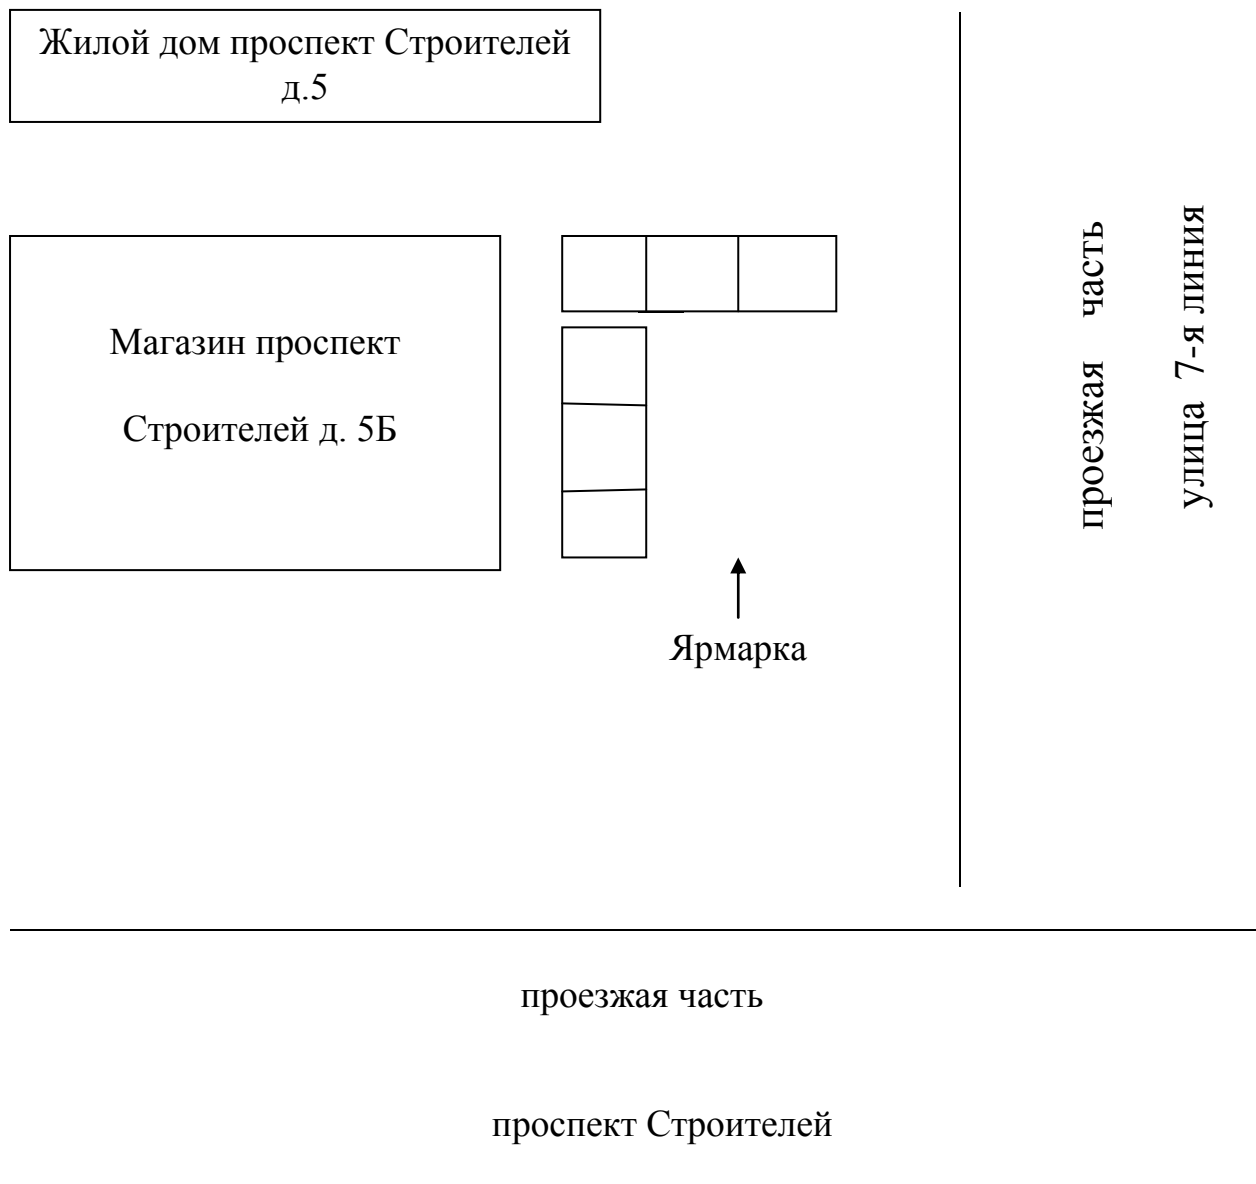 Жилой дом проспект Строителей
д.5
Магазин проспект
Строителей д. 5Б
Ярмарка
проезжая часть
улица 7-я линия
проезжая часть
проспект Строителей